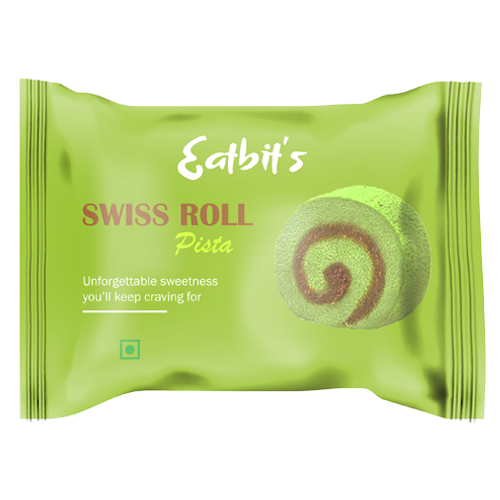 Eatbit's
SWISS ROLL
Pista
Unforgettable sweetness
you'll keep craving for